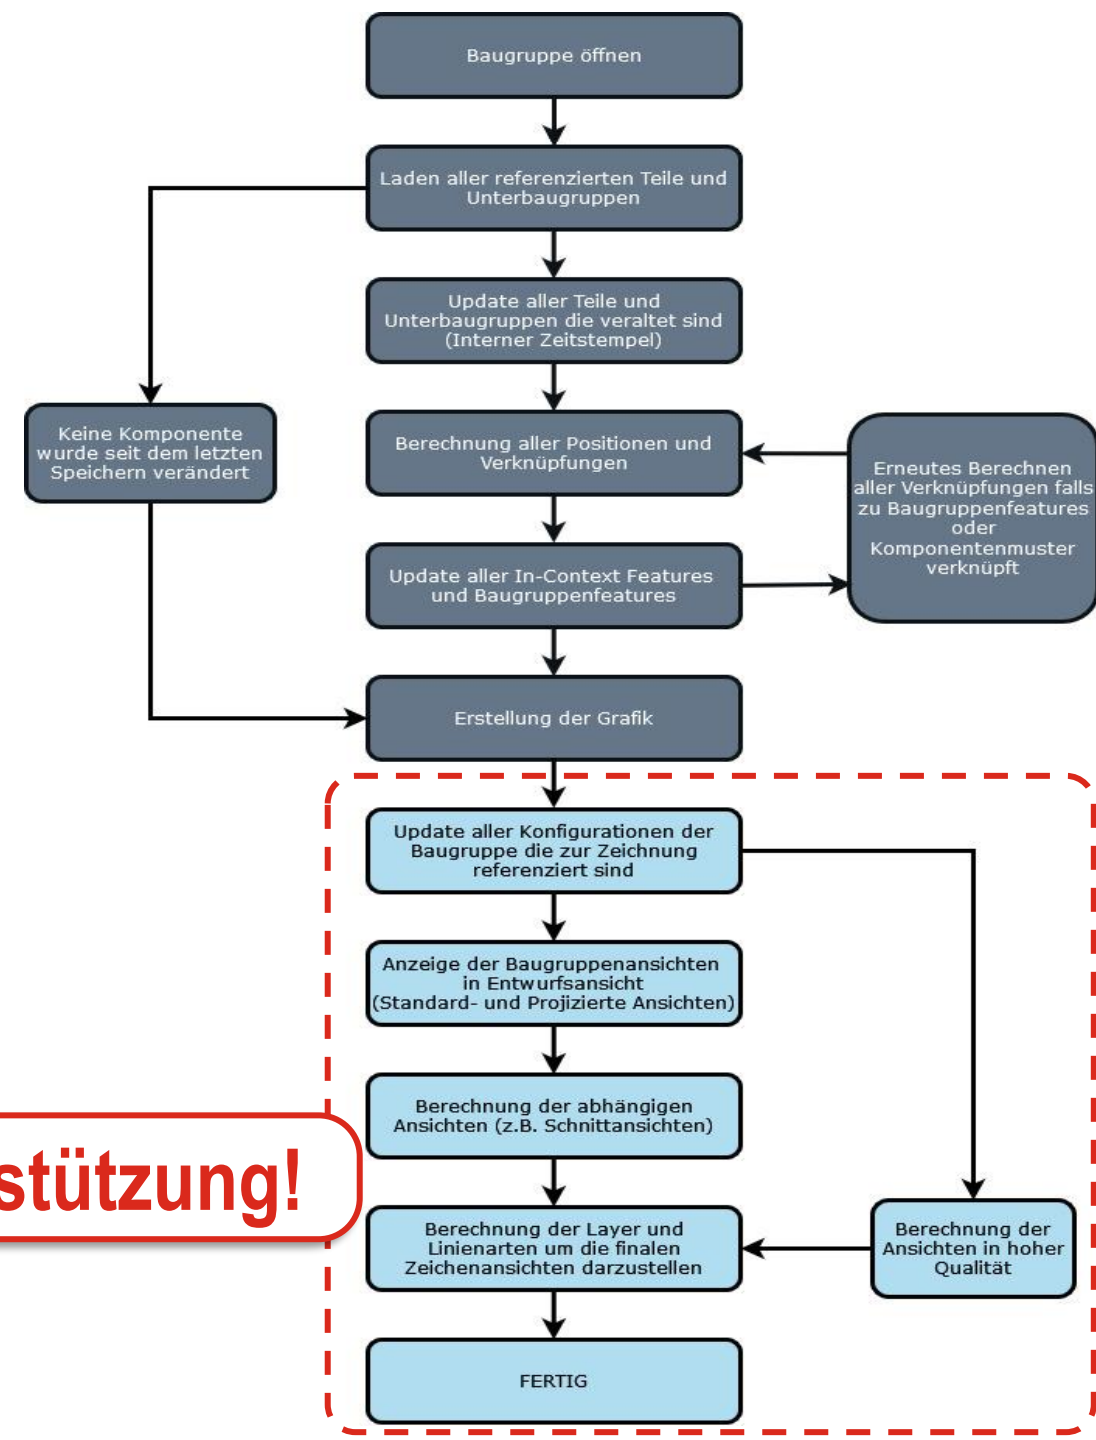 Baugruppe öffnen
Laden aller referenzierten Teile und
Unterbaugruppen
Update aller Teile und
Unterbaugruppen die veraltet sind
(Interner Zeitstempel)
Keine Komponente
wurde seit dem letzten
Speichern verändert
Berechnung aller Positionen und
Verknüpfungen
Erneutes Berechnen
aller Verknüpfungen falls
zu Baugruppenfeatures
oder
Komponentenmuster
verknüpft
Update aller In-Context Features
und Baugruppenfeatures
Erstellung der Grafik
Update aller Konfigurationen der
Baugruppe die zur Zeichnung
referenziert sind
Anzeige der Baugruppenansichten
in Entwurfsansicht
(Standard- und Projizierte Ansichten)
Berechnung der abhängigen
Ansichten (z.B. Schnittansichten)
stützung!
Berechnung der Layer und
Linienarten um die finalen
Zeichenansichten darzustellen
Berechnung der
Ansichten in hoher
Qualität
FERTIG